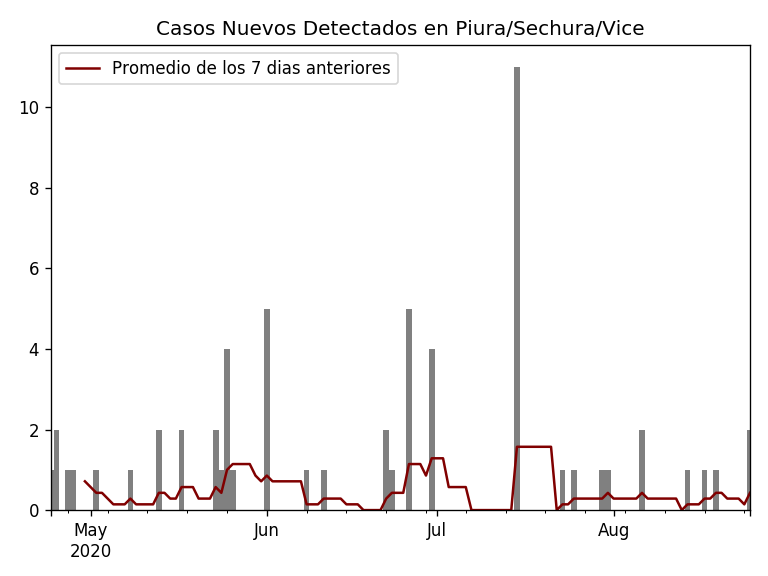 Casos Nuevos Detectados en Piura/Sechura/Vice
Promedio de los 7 dias anteriores
10
8
6
4
2
0
May Jun Jul Aug
2020